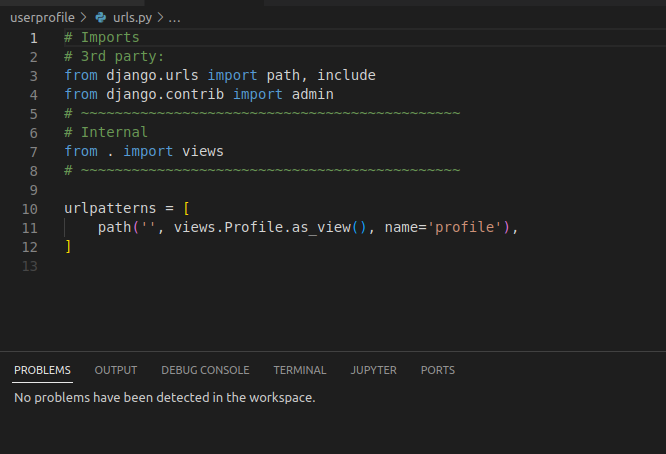 userprofile > urls.py > ...
1 # Imports
2 # 3rd party:
3 from django.urls import path, include
4 from django.contrib import admin
5 # ~~~~~~~~~~~~~~~~~~~~~~~~~~~~~~~~~~~~~~~~~~~~~
6 # Internal
7 from . import views
8 # ~~~~~~~~~~~~~~~~~~~~~~~~~~~~~~~~~~~~~~~~~~~~~
9
10 urlpatterns = [
11     path('', views.Profile.as_view(), name='profile'),
12 ]
13
PROBLEMS OUTPUT DEBUG CONSOLE TERMINAL JUPYTER PORTS
No problems have been detected in the workspace.